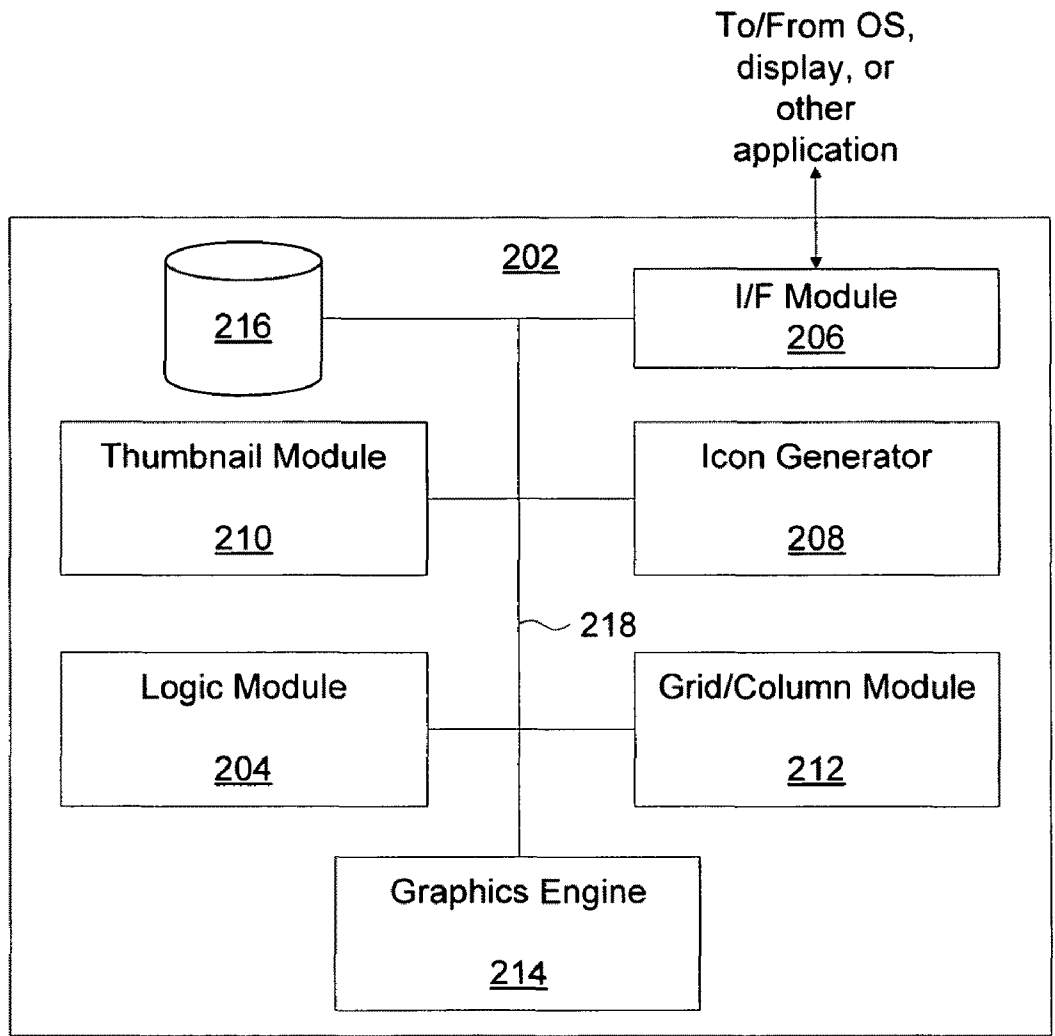 To/From OS,
display, or
other
application
202
216
I/F Module
206
Thumbnail Module
210
Icon Generator
208
218
Logic Module
204
Grid/Column Module
212
Graphics Engine
214